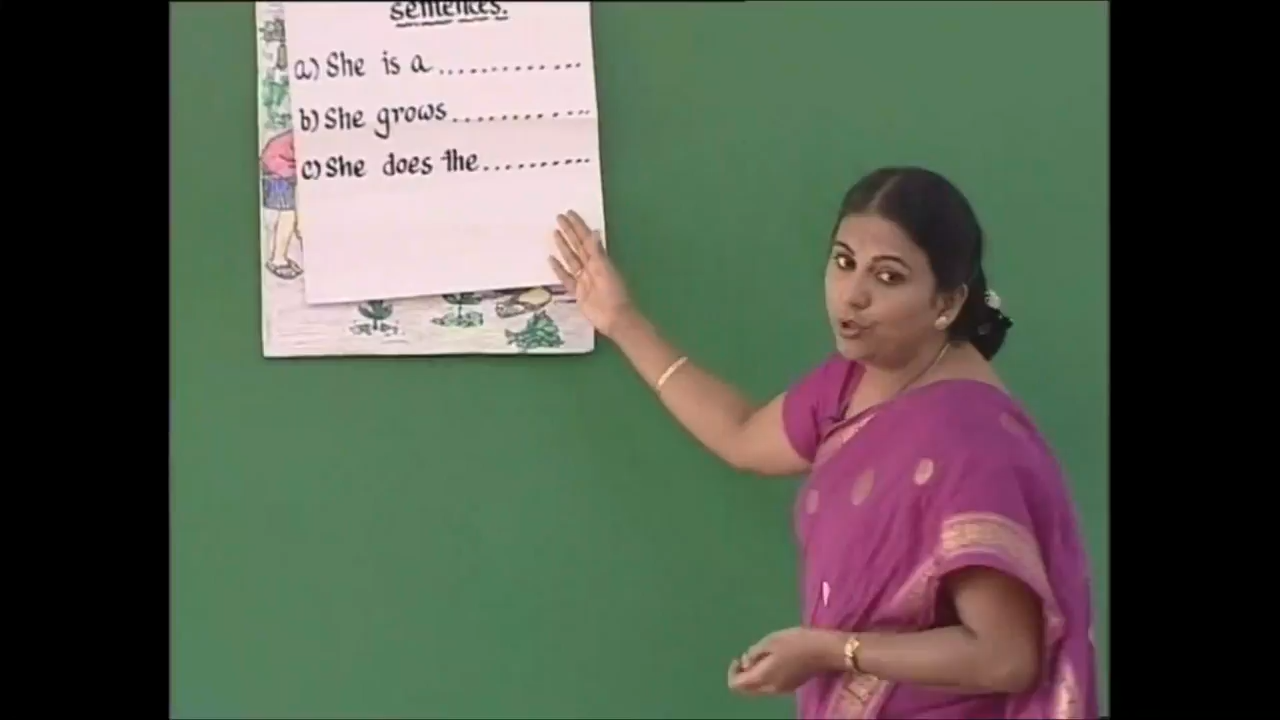 sentences.
a) She is a .............
b) She grows ............
c) She does the ..........